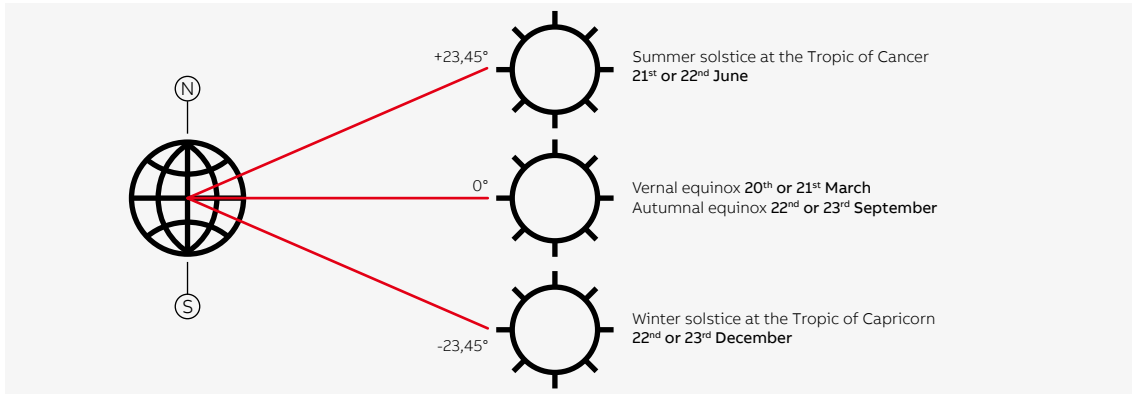 +23,45°
Summer solstice at the Tropic of Cancer
21st or 22nd June
N
0°
Vernal equinox 20th or 21st March
Autumnal equinox 22nd or 23rd September
S
Winter solstice at the Tropic of Capricorn
22nd or 23rd December
-23,45°